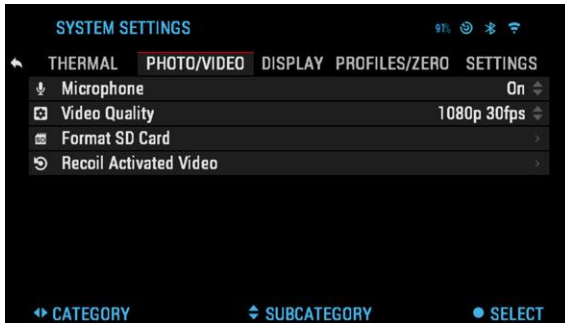 SYSTEM SETTINGS 91%
THERMAL PHOTO/VIDEO DISPLAY PROFILES/ZERO SETTINGS
Microphone On
Video Quality 1080p 30fps
Format SD Card
Recoil Activated Video
CATEGORY SUBCATEGORY SELECT